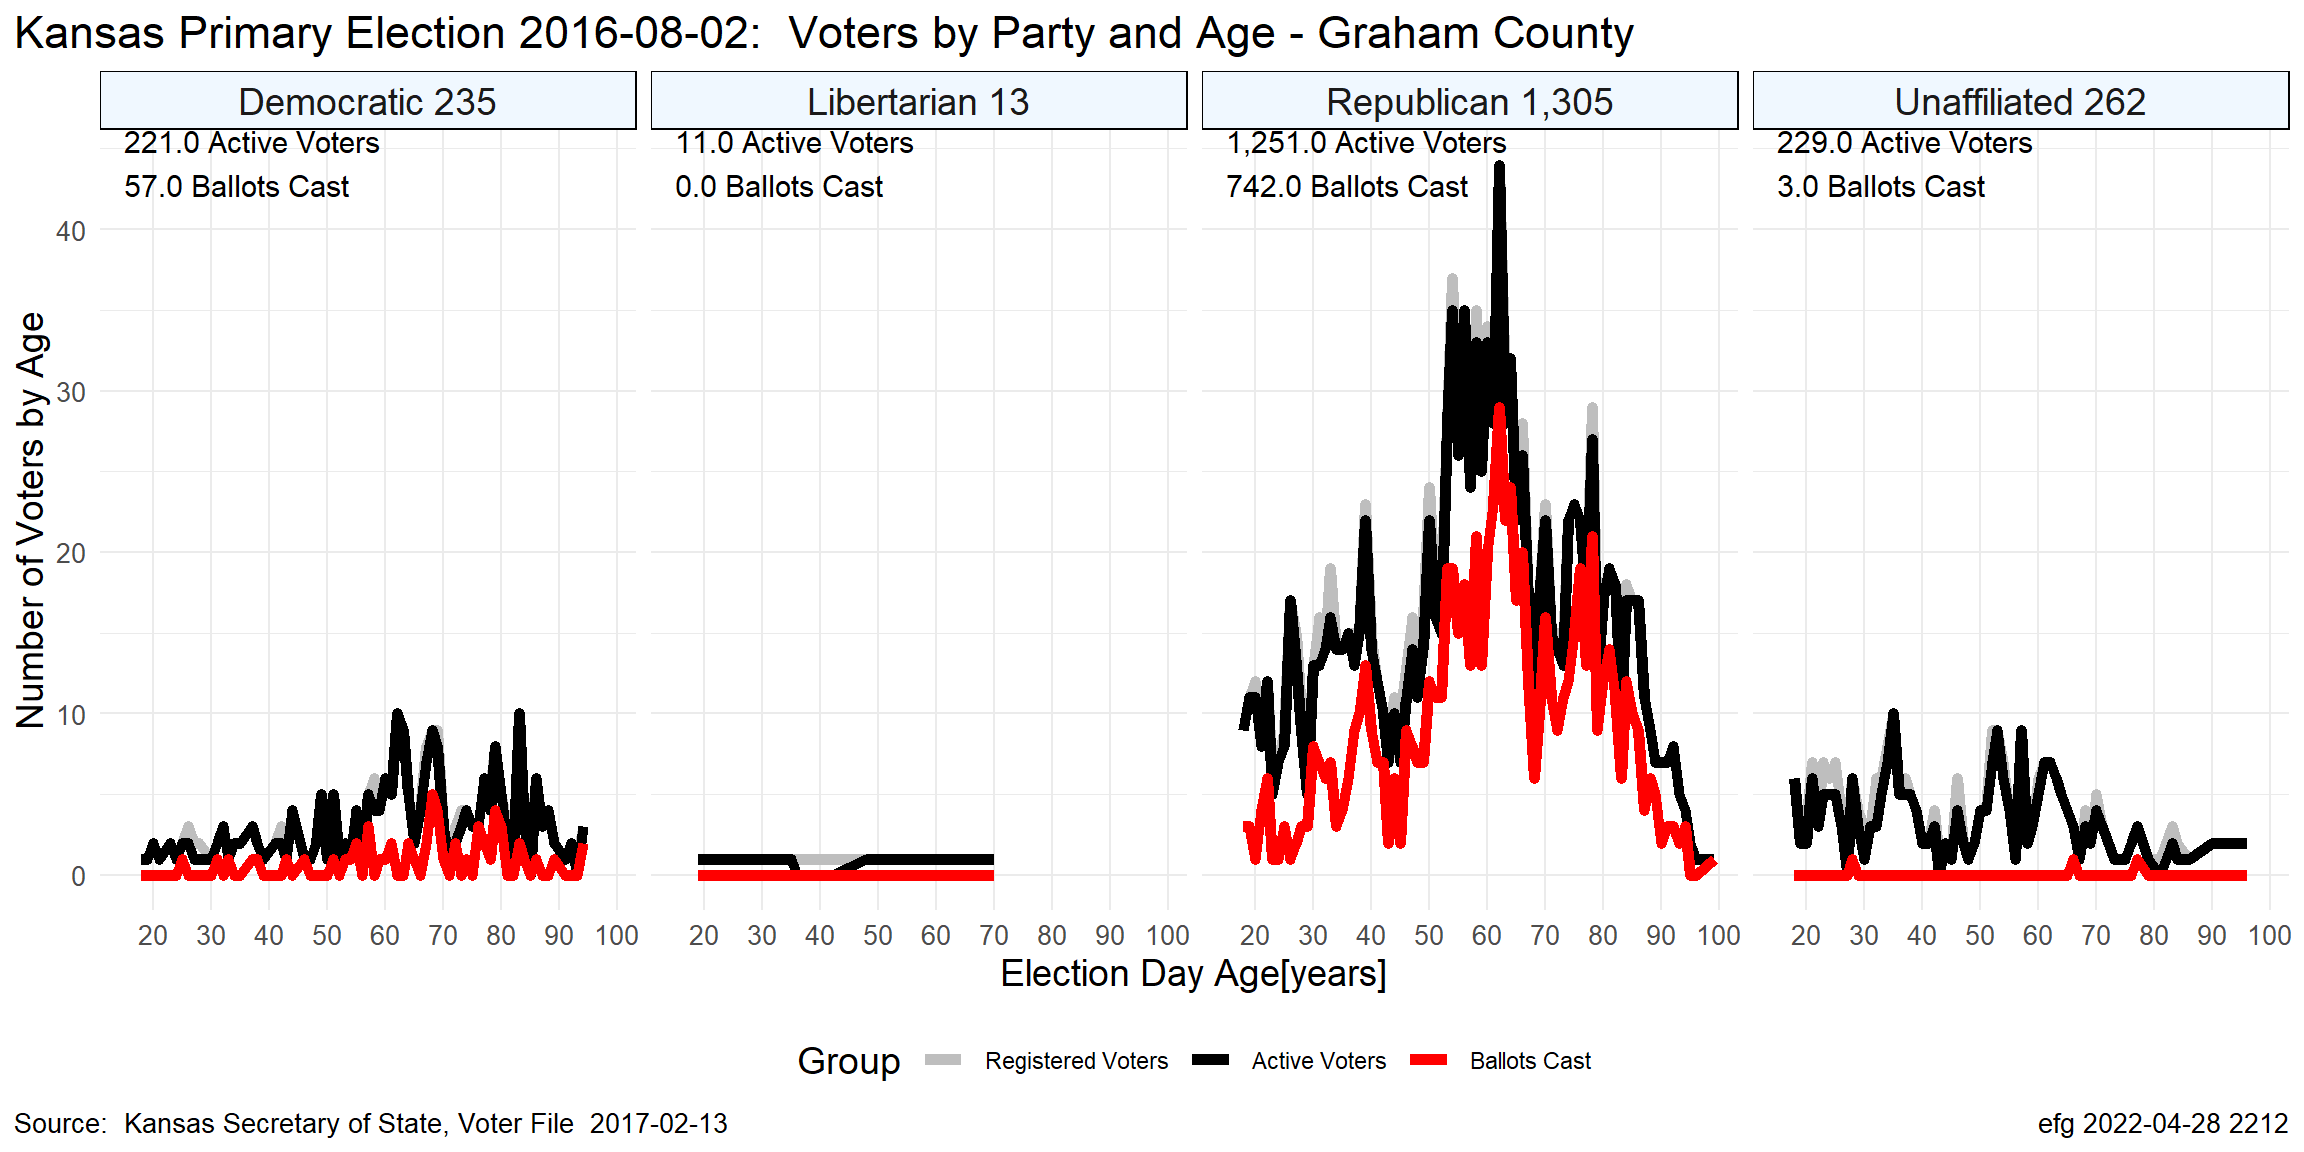 Kansas Primary Election 2016-08-02:  Voters by Party and Age - Graham County
Democratic 235
Libertarian 13
Republican 1,305
Unaffiliated 262
221.0 Active Voters
57.0 Ballots Cast
11.0 Active Voters
0.0 Ballots Cast
1,251.0 Active Voters
742.0 Ballots Cast
229.0 Active Voters
3.0 Ballots Cast
Number of Voters by Age
40
30
20
10
0
20 30 40 50 60 70 80 90 100
20 30 40 50 60 70 80 90 100
20 30 40 50 60 70 80 90 100
20 30 40 50 60 70 80 90 100
Election Day Age[years]
Group Registered Voters Active Voters Ballots Cast
Source:  Kansas Secretary of State, Voter File  2017-02-13
efg 2022-04-28 2212